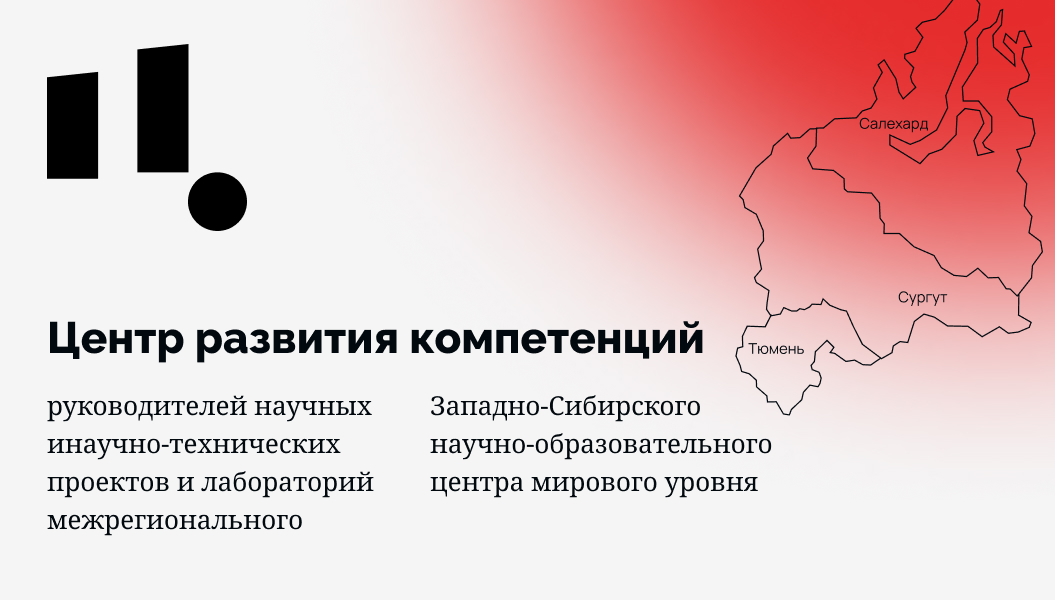 Салехард
Сургут
Тюмень
Центр развития компетенций
руководителей научных
инаучно-технических
проектов и лабораторий
межрегионального
Западно-Сибирского
научно-образовательного
центра мирового уровня